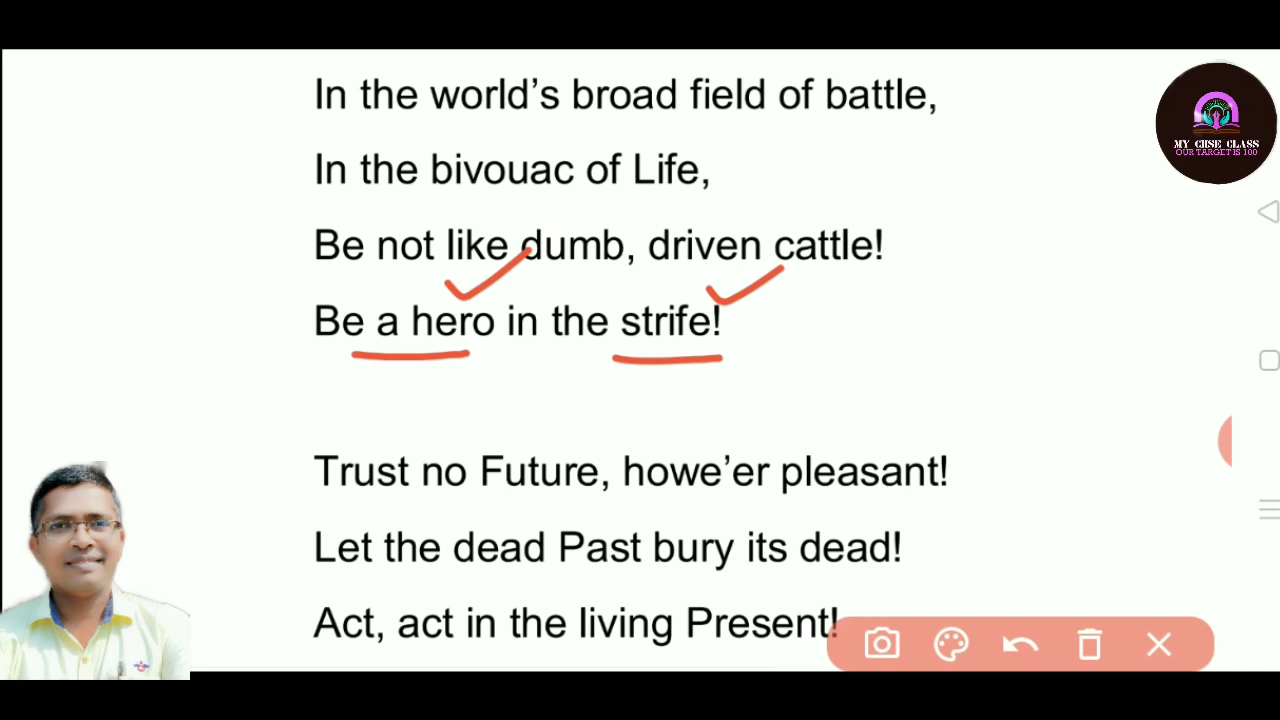 In the world’s broad field of battle,
In the bivouac of Life,
Be not like dumb, driven cattle!
Be a hero in the strife!
Trust no Future, howe’er pleasant!
Let the dead Past bury its dead!
Act, act in the living Present!
MY CHSE CLASS
OUR TARGET IS 100